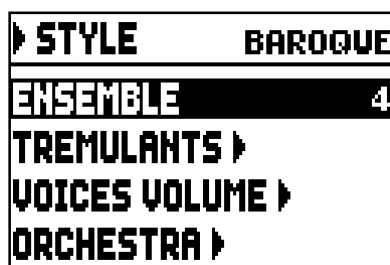 STYLE BAROQUE
ENSEMBLE 4
TREMULANTS
VOICES VOLUME
ORCHESTRA